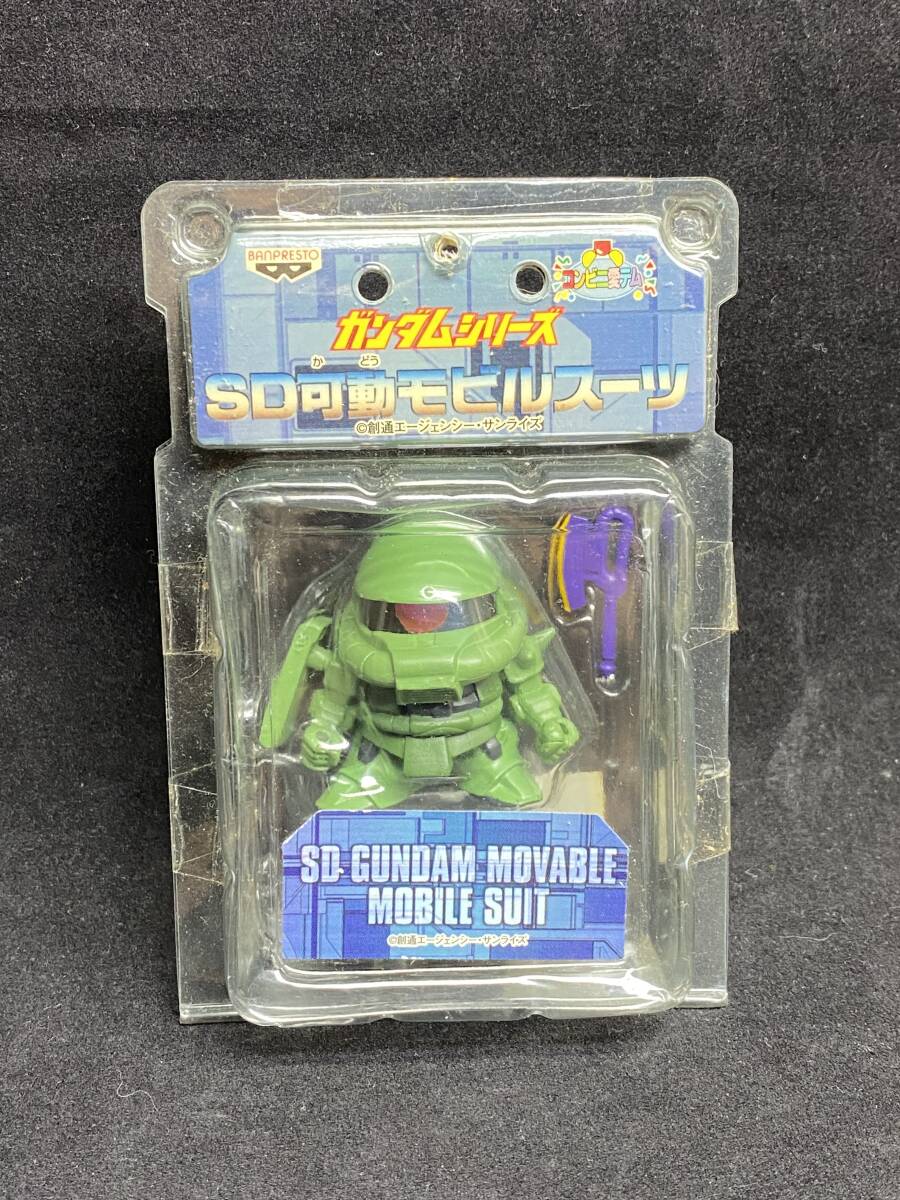 BANPRESTO
コンビニ愛テム
ガンダムシリーズ
か どう
SD可動モビルスーツ
©創通エージェンシー・サンライズ
SD GUNDAM MOVABLE
MOBILE SUIT
©創通エージェンシー・サンライズ